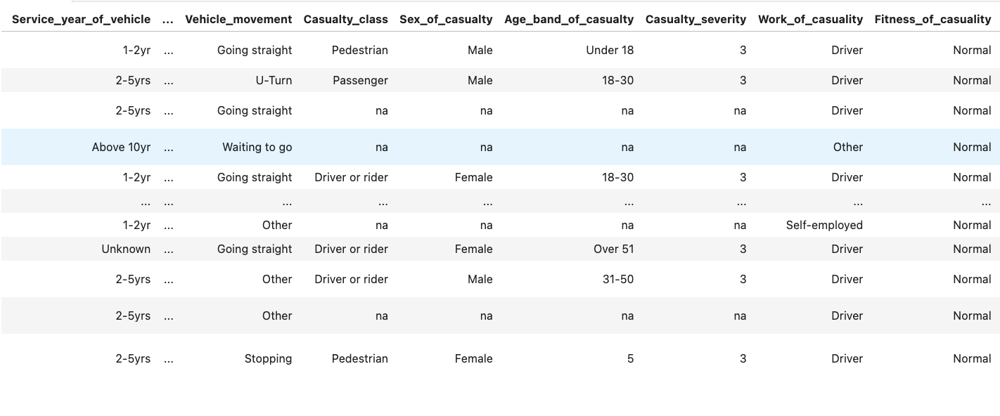 Service_year_of_vehicle ... Vehicle_movement Casualty_class Sex_of_casualty Age_band_of_casualty Casualty_severity Work_of_casuality Fitness_of_casuality
1-2yr ... Going straight Pedestrian Male Under 18 3 Driver Normal
2-5yrs ... U-Turn Passenger Male 18-30 3 Driver Normal
2-5yrs ... Going straight na na na na Driver Normal
Above 10yr ... Waiting to go na na na na Other Normal
1-2yr ... Going straight Driver or rider Female 18-30 3 Driver Normal
... ... ... ... ... ... ... ... ...
1-2yr ... Other na na na na Self-employed Normal
Unknown ... Going straight Driver or rider Female Over 51 3 Driver Normal
2-5yrs ... Other Driver or rider Male 31-50 3 Driver Normal
2-5yrs ... Other na na na na Driver Normal
2-5yrs ... Stopping Pedestrian Female 5 3 Driver Normal